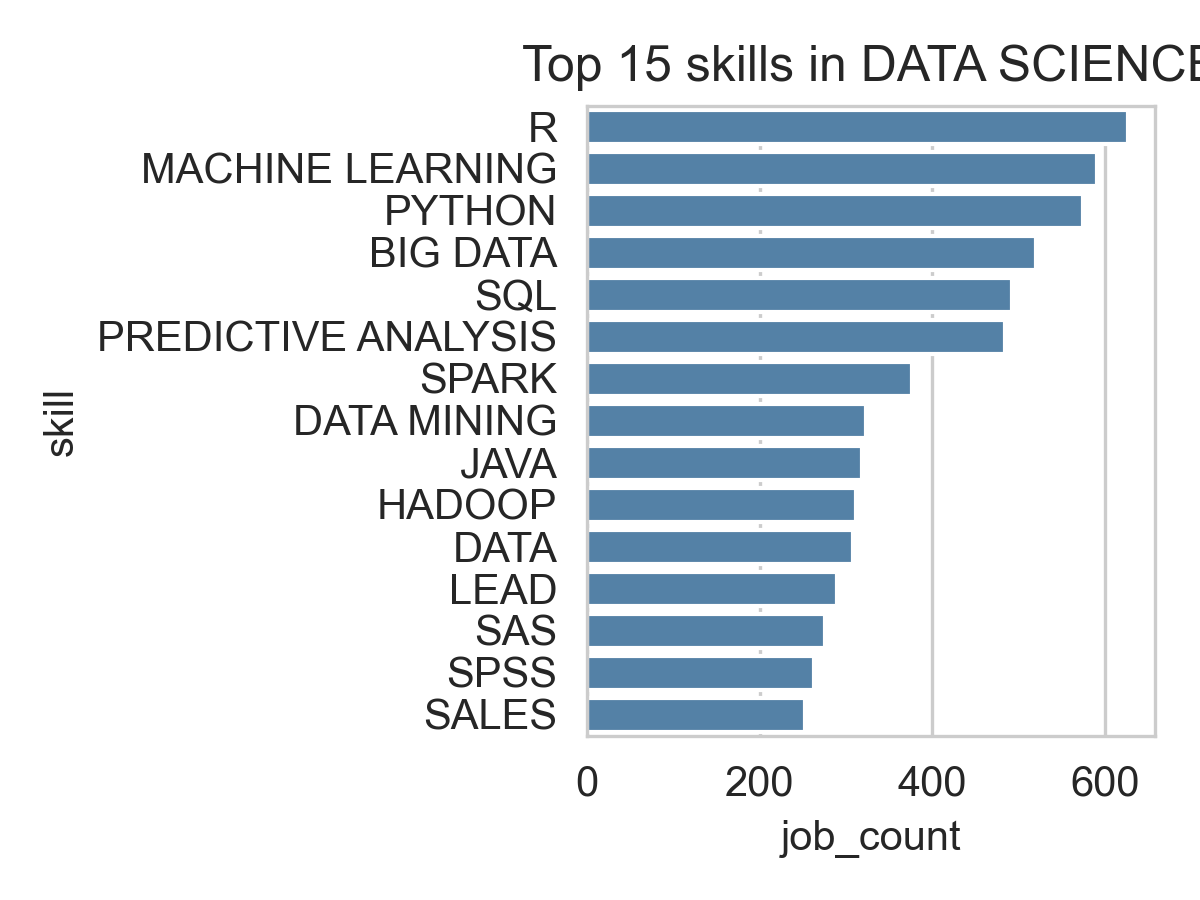 Top 15 skills in DATA SCIENCE
R
MACHINE LEARNING
PYTHON
BIG DATA
SQL
PREDICTIVE ANALYSIS
SPARK
DATA MINING
JAVA
HADOOP
DATA
LEAD
SAS
SPSS
SALES
skill
0 200 400 600
job_count